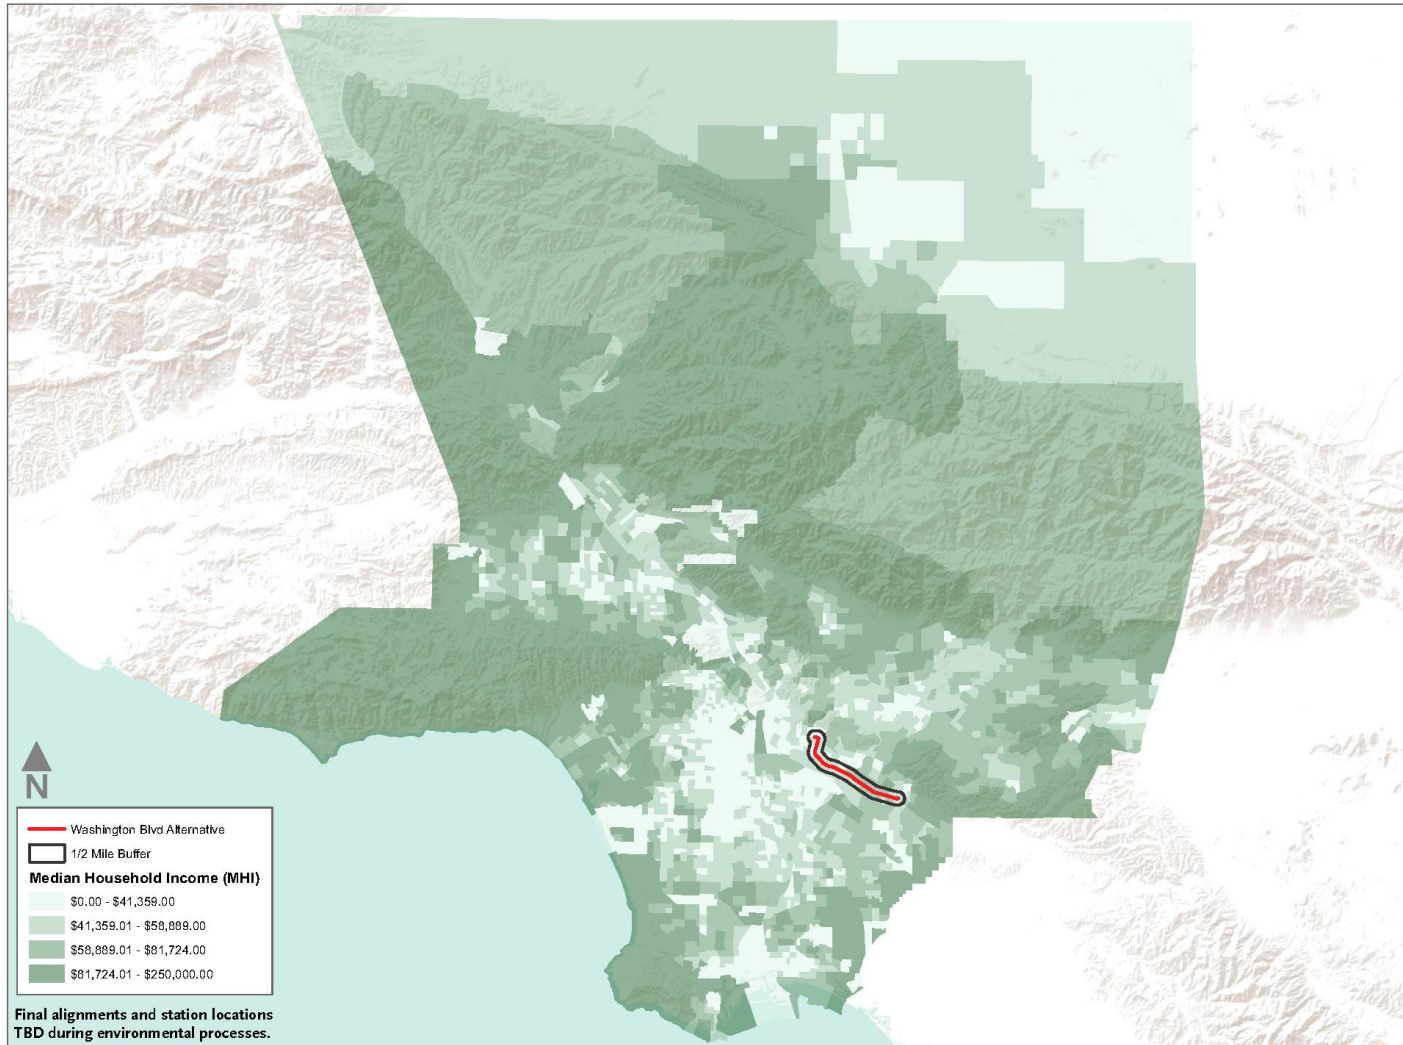 N
Washington Blvd Alternative
1/2 Mile Buffer
Median Household Income (MHI)
$0.00 - $41,359.00
$41,359.01 - $58,889.00
$58,889.01 - $81,724.00
$81,724.01 - $250,000.00
Final alignments and station locations
TBD during environmental processes.